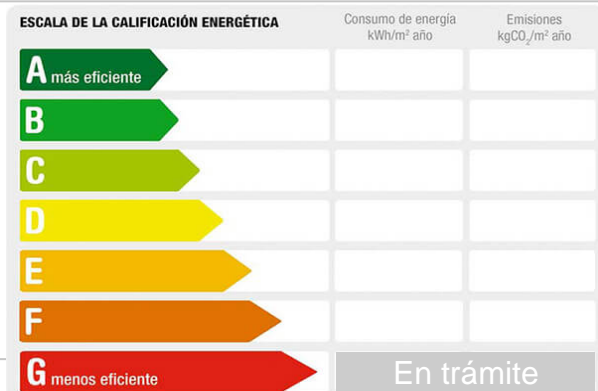 ESCALA DE LA CALIFICACIÓN ENERGÉTICA
Consumo de energía
kWh/m² año
Emisiones
kgCO₂/m² año
A más eficiente
B
C
D
E
F
G menos eficiente
En trámite